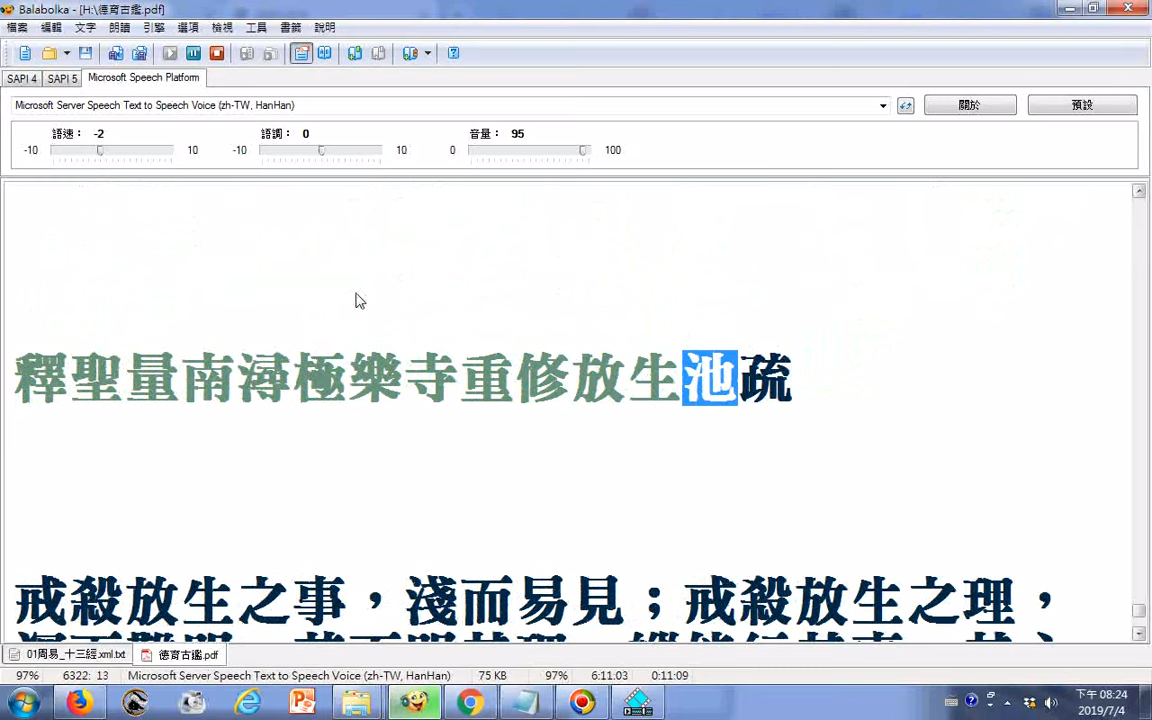 Balabolka - [H:\德育古鑑.pdf]
檔案 編輯 文字 朗讀 引擎 選項 檢視 工具 書籤 說明
SAPI 4 SAPI 5 Microsoft Speech Platform
Microsoft Server Speech Text to Speech Voice (zh-TW, HanHan) 關於 預設
語速： -2 語調： 0 音量： 95
-10 10 -10 10 0 100
釋聖量南潯極樂寺重修放生池疏
戒殺放生之事，淺而易見；戒殺放生之理，
01周易_十三經.xml.txt 德育古鑑.pdf
97% 6322: 13 Microsoft Server Speech Text to Speech Voice (zh-TW, HanHan) 75 KB 97% 6:11:03 0:11:09
下午 08:24
2019/7/4